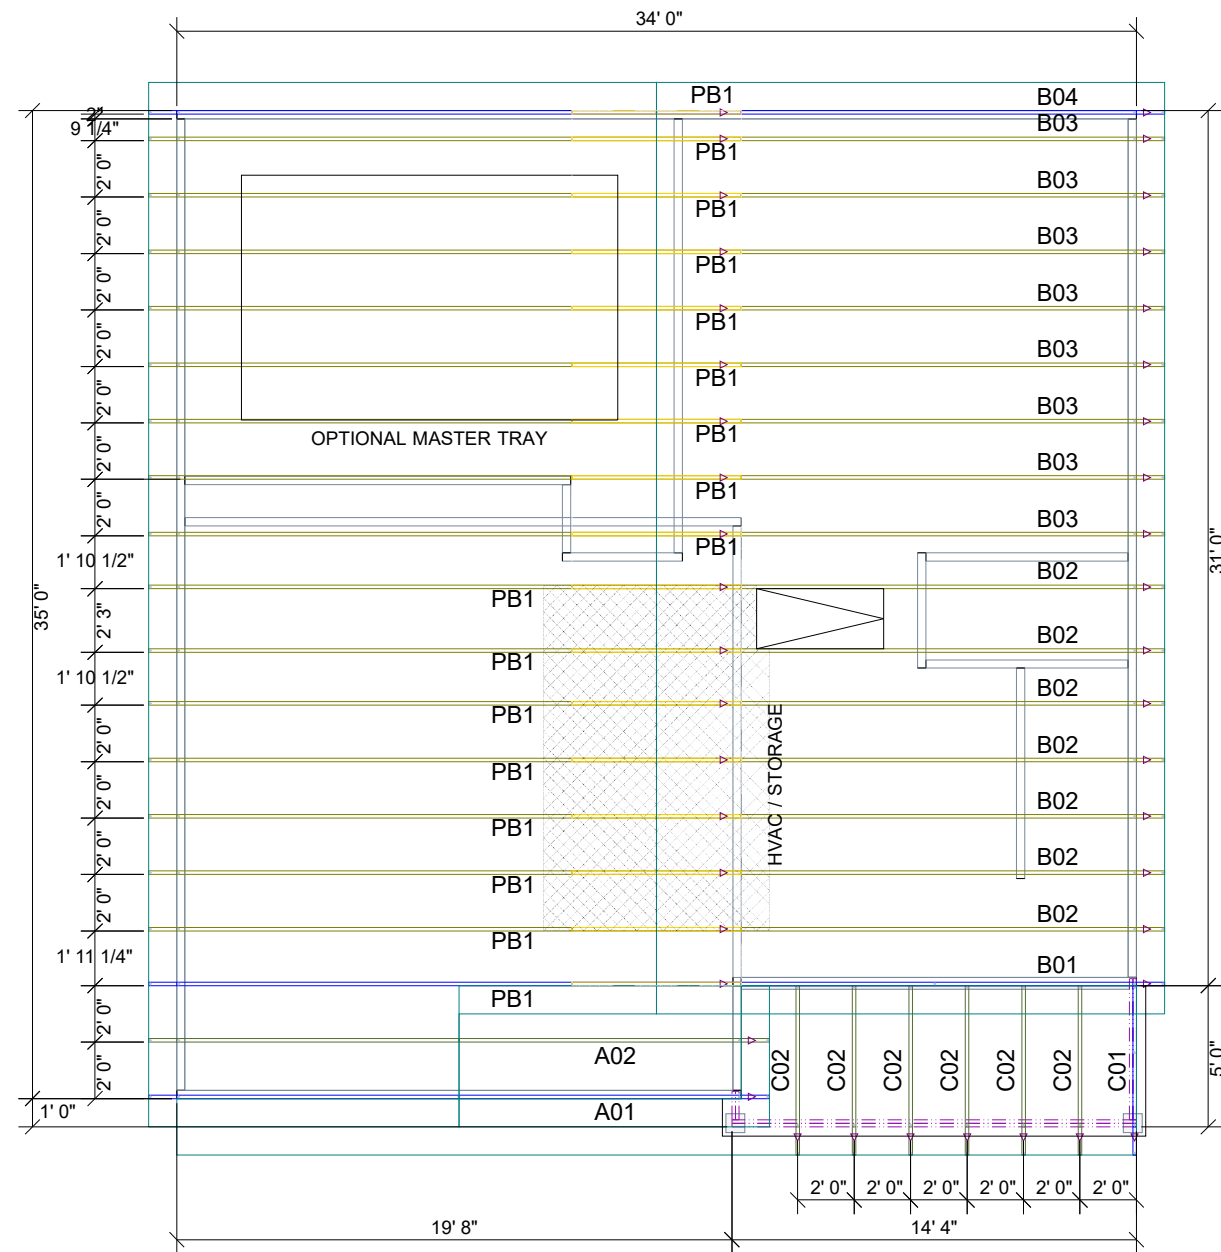 34' 0"
PB1
B04
2"
9 1/4"
B03
PB1
2' 0"
B03
PB1
2' 0"
B03
PB1
2' 0"
B03
PB1
2' 0"
B03
PB1
2' 0"
B03
PB1
OPTIONAL MASTER TRAY
2' 0"
B03
PB1
2' 0"
B03
PB1
1' 10 1/2"
B02
PB1
35' 0"
31' 0"
2' 3"
B02
PB1
1' 10 1/2"
B02
PB1
2' 0"
B02
PB1
HVAC / STORAGE
2' 0"
B02
PB1
2' 0"
B02
PB1
2' 0"
B02
PB1
1' 11 1/4"
B01
PB1
2' 0"
A02
C02
C02
C02
C02
C02
C02
C01
5' 0"
2' 0"
A01
1' 0"
2' 0"
2' 0"
2' 0"
2' 0"
2' 0"
2' 0"
19' 8"
14' 4"